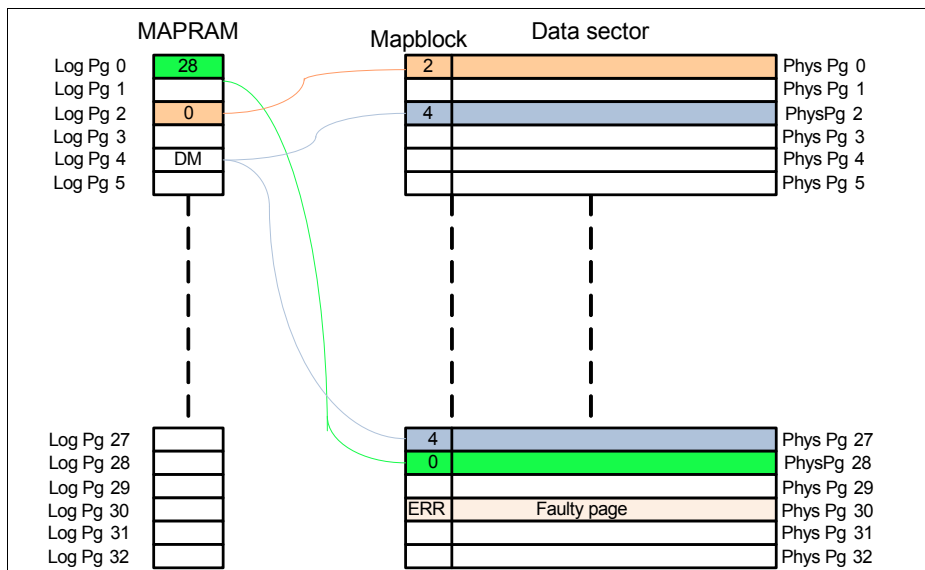 MAPRAM Mapblock Data sector
Log Pg 0 28 2 Phys Pg 0
Log Pg 1 Phys Pg 1
Log Pg 2 0 4 PhysPg 2
Log Pg 3 Phys Pg 3
Log Pg 4 DM Phys Pg 4
Log Pg 5 Phys Pg 5
Log Pg 27 4 Phys Pg 27
Log Pg 28 0 PhysPg 28
Log Pg 29 Phys Pg 29
Log Pg 30 ERR Faulty page Phys Pg 30
Log Pg 31 Phys Pg 31
Log Pg 32 Phys Pg 32